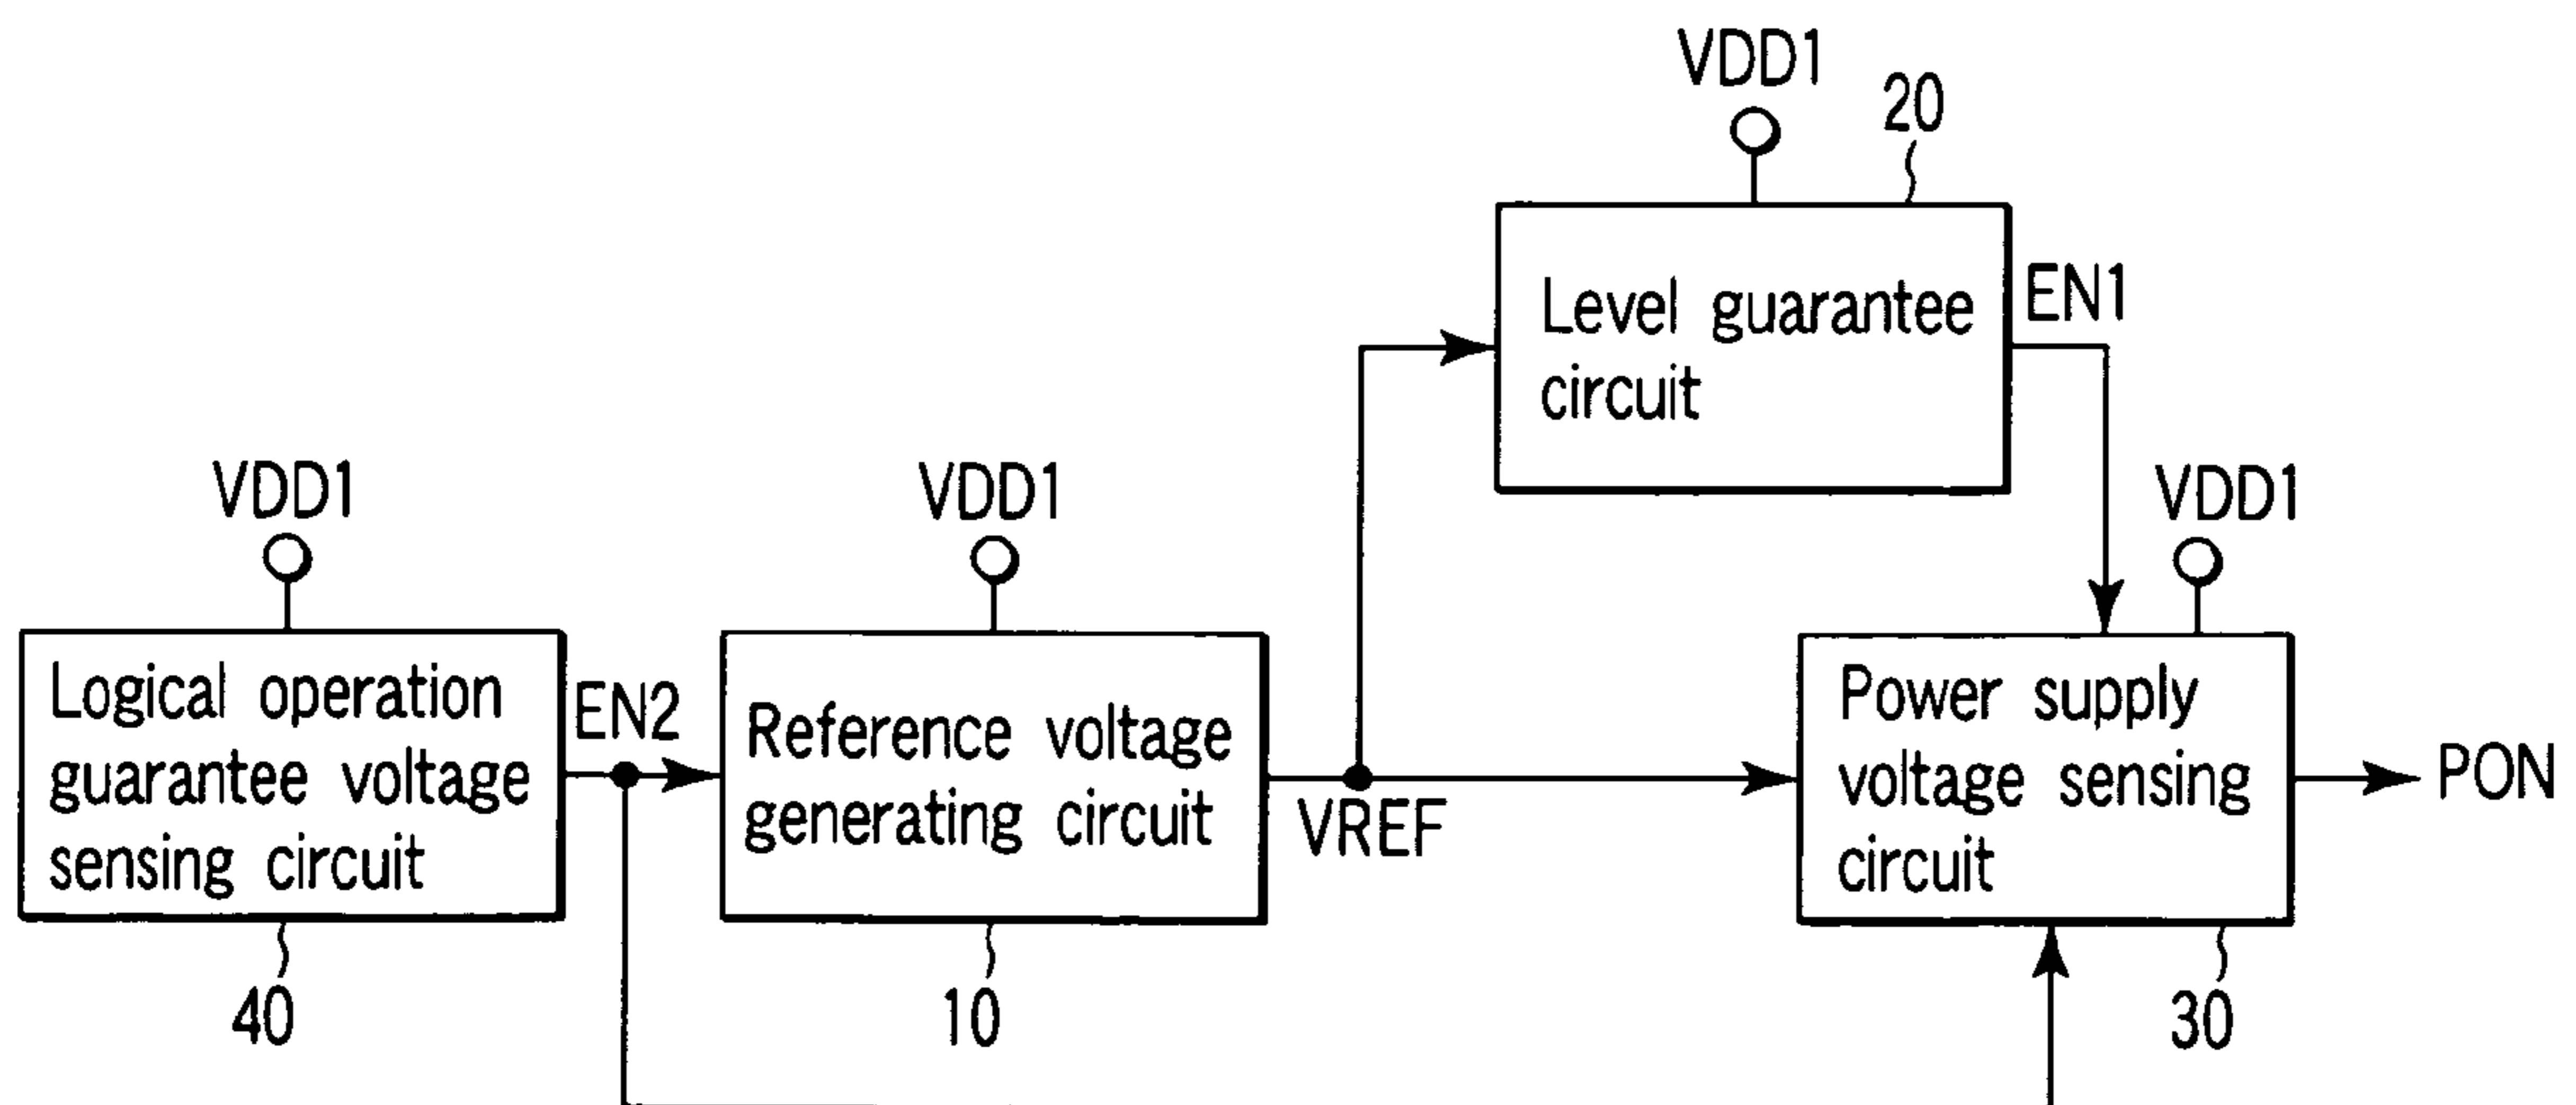 VDD1
20
Level guarantee
circuit
EN1
VDD1
VDD1
VDD1
Logical operation
guarantee voltage
sensing circuit
EN2
Reference voltage
generating circuit
VREF
Power supply
voltage sensing
circuit
PON
40
10
30